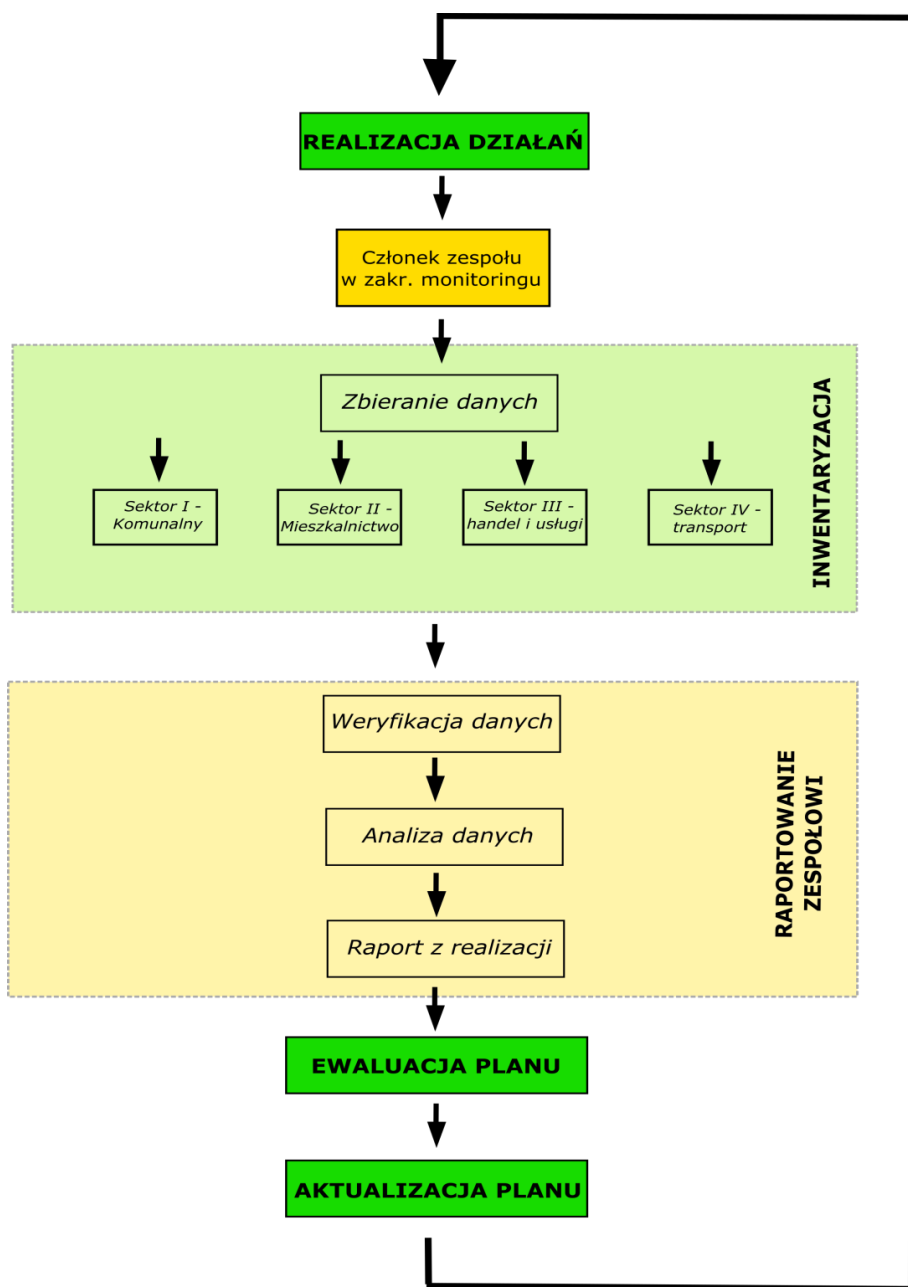 REALIZACJA DZIAŁAŃ
Członek zespołu
w zakr. monitoringu
Zbieranie danych
Sektor I -
Komunalny
Sektor II -
Mieszkalnictwo
Sektor III -
handel i usługi
Sektor IV -
transport
INWENTARYZACJA
Weryfikacja danych
Analiza danych
Raport z realizacji
RAPORTOWANIE
ZESPOŁOWI
EWALUACJA PLANU
AKTUALIZACJA PLANU